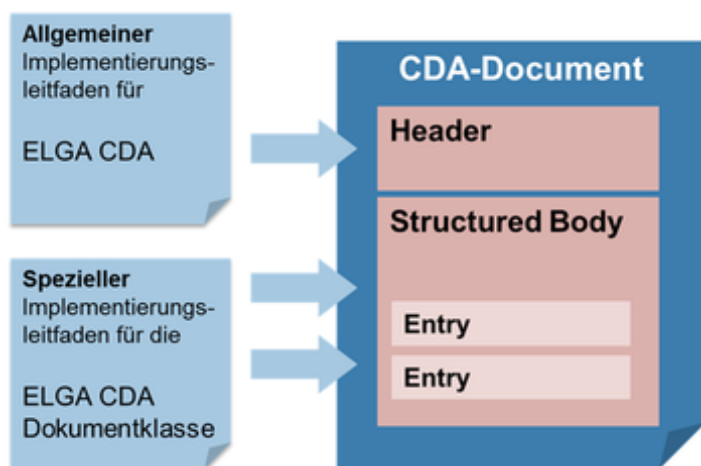 Allgemeiner
Implementierungs-
leitfaden für
ELGA CDA
Spezieller
Implementierungs-
leitfaden für die
ELGA CDA
Dokumentklasse
CDA-Document
Header
Structured Body
Entry
Entry